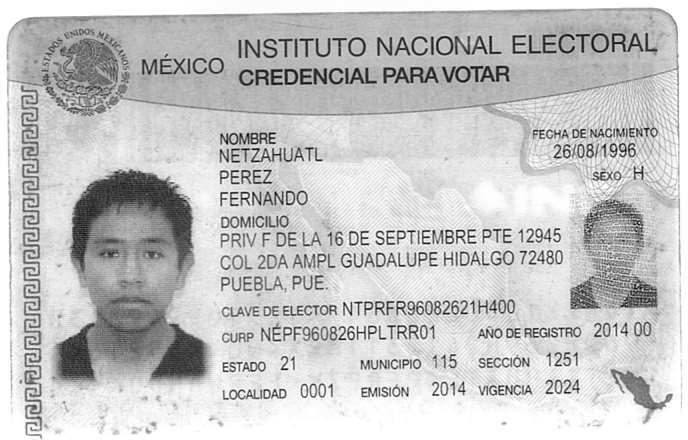 ESTADOS UNIDOS MEXICANOS
MÉXICO
INSTITUTO NACIONAL ELECTORAL
CREDENCIAL PARA VOTAR
NOMBRE
NETZAHUATL
PEREZ
FERNANDO
FECHA DE NACIMIENTO
26/08/1996
SEXO H
DOMICILIO
PRIV F DE LA 16 DE SEPTIEMBRE PTE 12945
COL 2DA AMPL GUADALUPE HIDALGO 72480
PUEBLA, PUE.
CLAVE DE ELECTOR NTPRFR96082621H400
CURP NEPF960826HPLTRR01 AÑO DE REGISTRO 2014 00
ESTADO 21 MUNICIPIO 115 SECCIÓN 1251
LOCALIDAD 0001 EMISIÓN 2014 VIGENCIA 2024